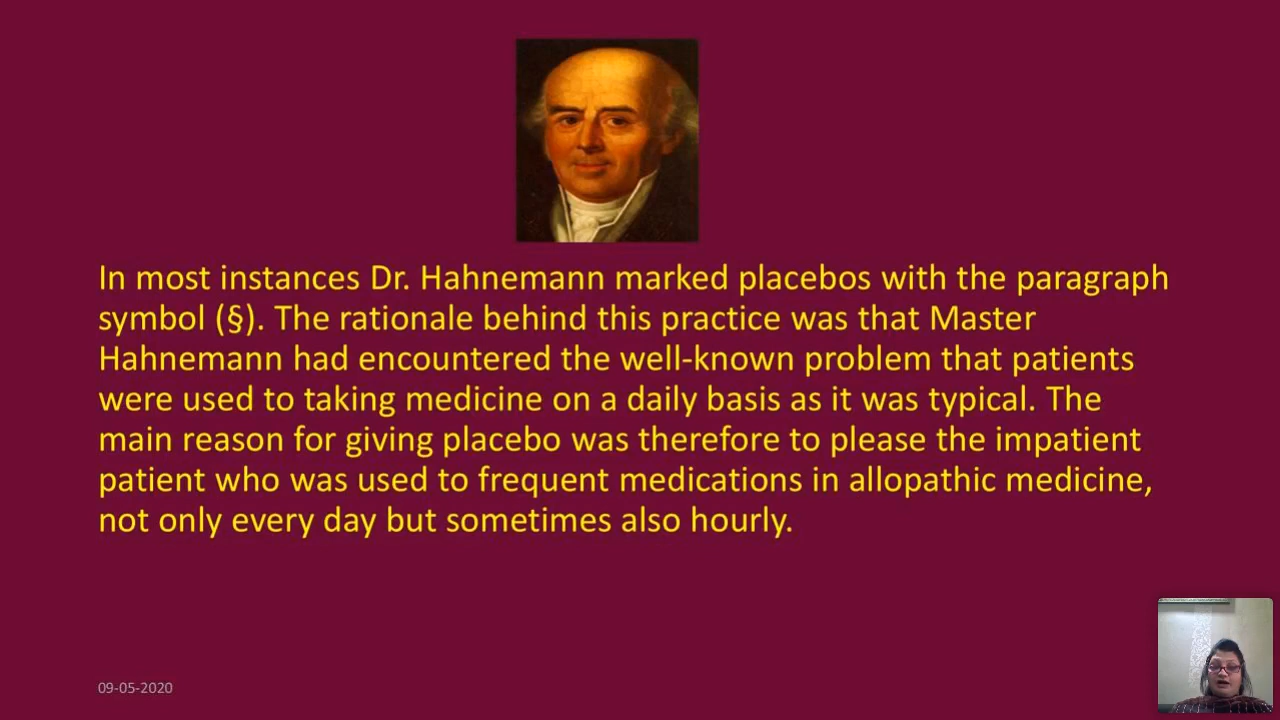 In most instances Dr. Hahnemann marked placebos with the paragraph
symbol (§). The rationale behind this practice was that Master
Hahnemann had encountered the well-known problem that patients
were used to taking medicine on a daily basis as it was typical. The
main reason for giving placebo was therefore to please the impatient
patient who was used to frequent medications in allopathic medicine,
not only every day but sometimes also hourly.
09-05-2020